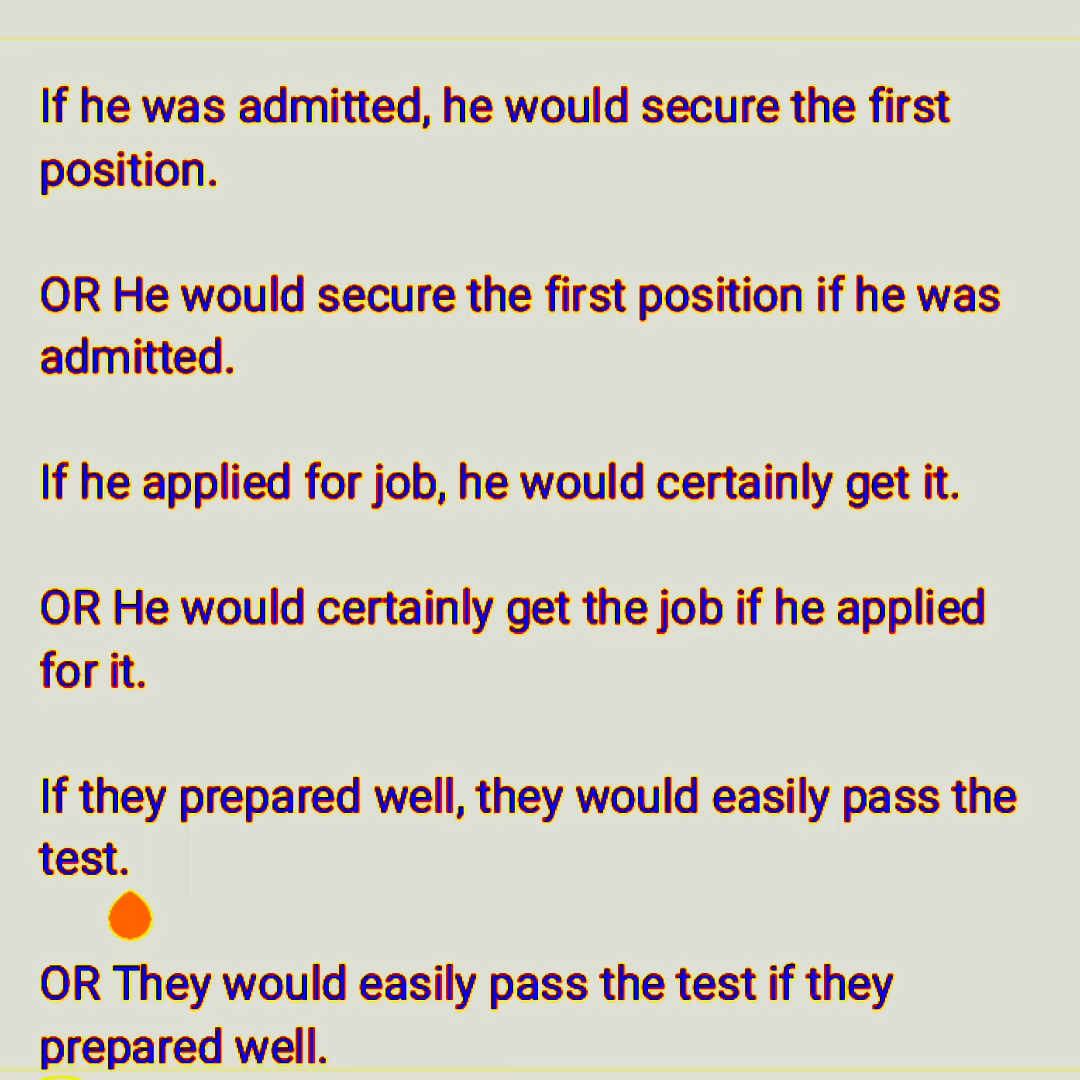 If he was admitted, he would secure the first
position.
OR He would secure the first position if he was
admitted.
If he applied for job, he would certainly get it.
OR He would certainly get the job if he applied
for it.
If they prepared well, they would easily pass the
test.
OR They would easily pass the test if they
prepared well.